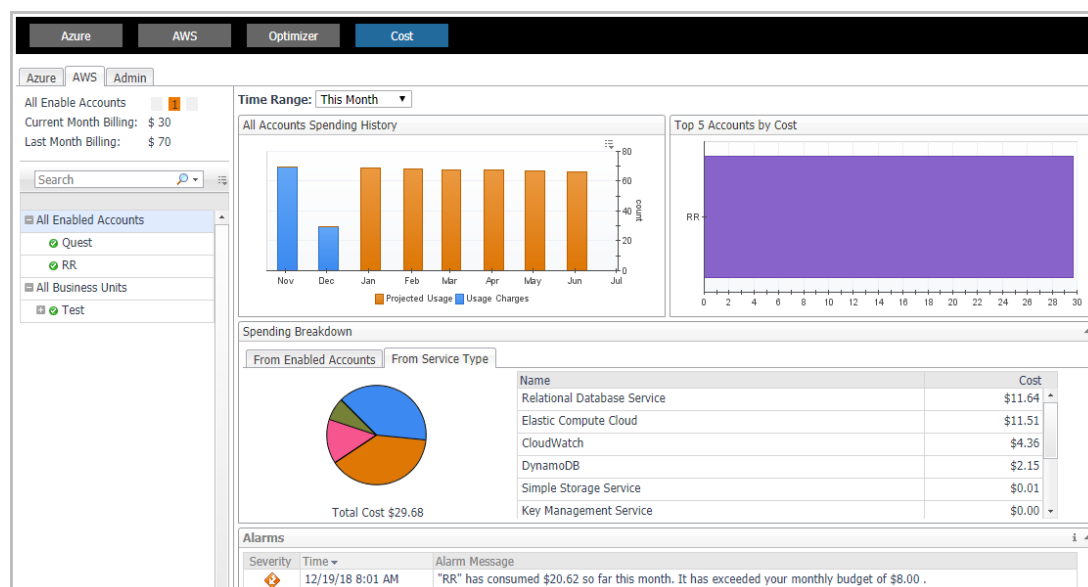 Azure AWS Optimizer Cost
Azure AWS Admin
All Enable Accounts 1
Current Month Billing: $ 30
Last Month Billing: $ 70
Search
All Enabled Accounts
Quest
RR
All Business Units
Test
Time Range: This Month
All Accounts Spending History
80
60
40
20
0
count
Nov Dec Jan Feb Mar Apr May Jun Jul
Projected Usage Usage Charges
Top 5 Accounts by Cost
RR
0 2 4 6 8 10 12 14 16 18 20 22 24 26 28 30
Spending Breakdown
From Enabled Accounts From Service Type
Total Cost $29.68
Name Cost
Relational Database Service $11.64
Elastic Compute Cloud $11.51
CloudWatch $4.36
DynamoDB $2.15
Simple Storage Service $0.01
Key Management Service $0.00
Alarms
Severity Time Alarm Message
12/19/18 8:01 AM "RR" has consumed $20.62 so far this month. It has exceeded your monthly budget of $8.00 .